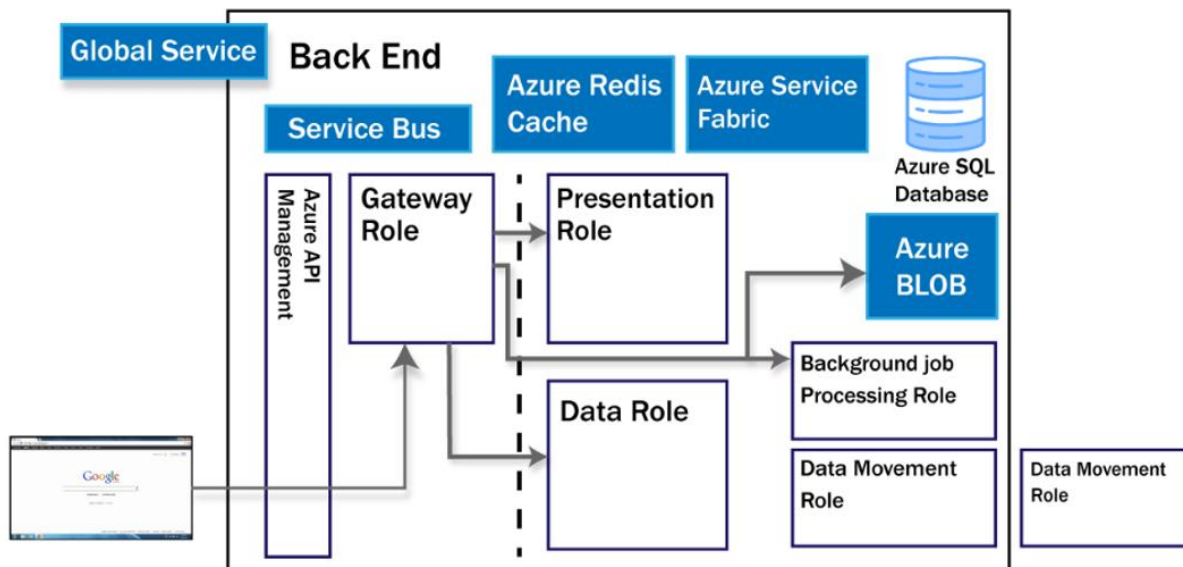 Global Service
Back End
Service Bus
Azure Redis
Cache
Azure Service
Fabric
Azure SQL
Database
Azure API
Management
Gateway
Role
Presentation
Role
Azure
BLOB
Background job
Processing Role
Data Role
Data Movement
Role
Data Movement
Role
Google